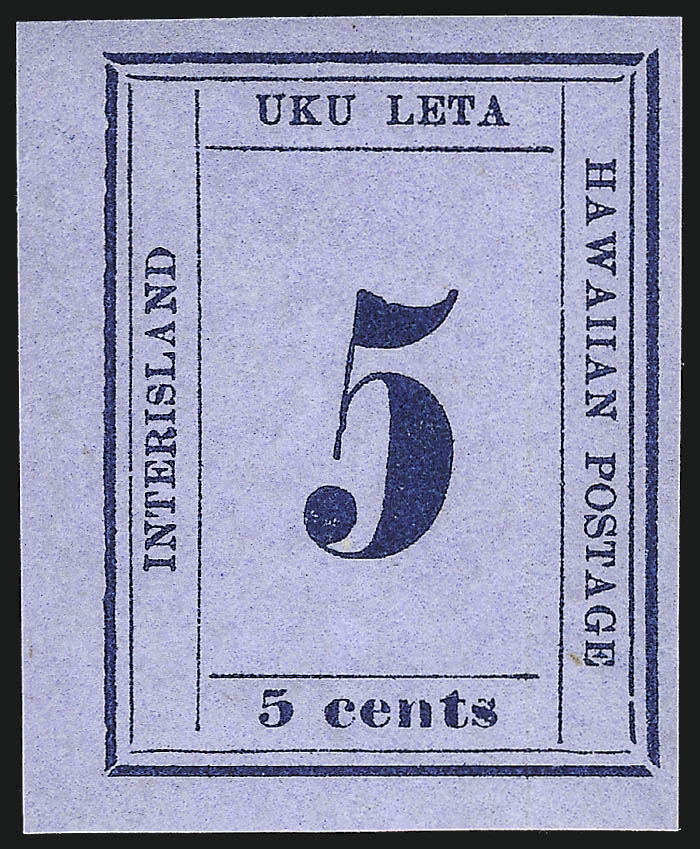 UKU LETA
INTERISLAND
5
HAWAIIAN POSTAGE
5 cents